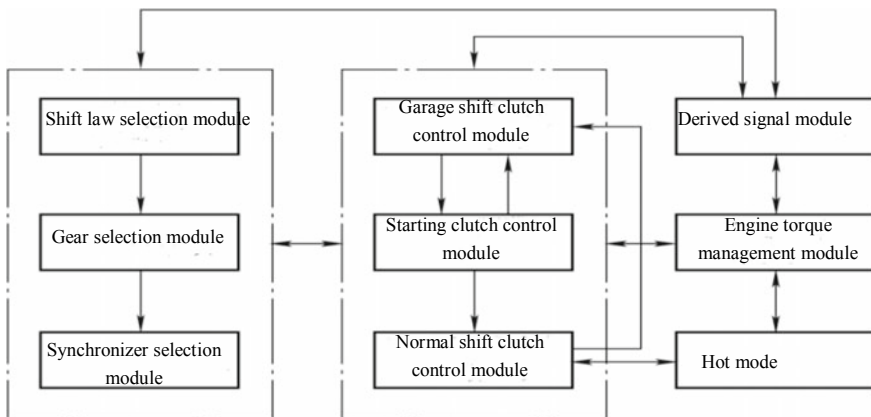 Shift law selection module
Gear selection module
Synchronizer selection
module
Garage shift clutch
control module
Starting clutch control
module
Normal shift clutch
control module
Derived signal module
Engine torque
management module
Hot mode